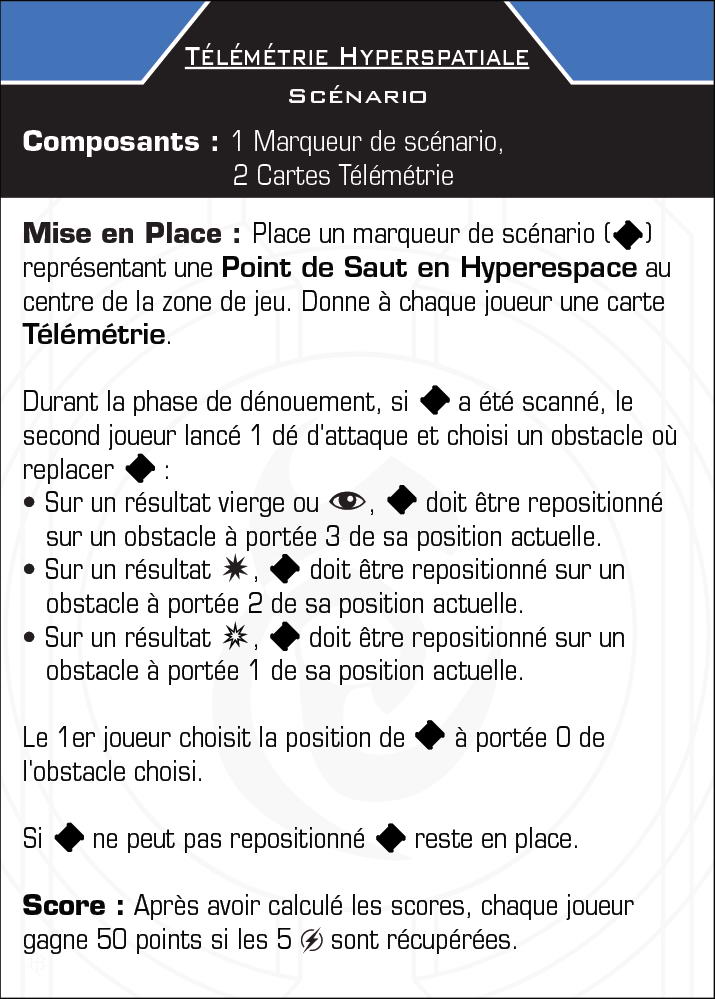 Télémétrie Hyperspatiale
Scénario
Composants : 1 Marqueur de scénario,
2 Cartes Télémétrie
Mise en Place : Place un marqueur de scénario (◆)
représentant une Point de Saut en Hyperespace au
centre de la zone de jeu. Donne à chaque joueur une carte
Télémétrie.
Durant la phase de dénouement, si ◆ a été scanné, le
second joueur lancé 1 dé d'attaque et choisi un obstacle où
replacer ◆ :
• Sur un résultat vierge ou , ◆ doit être repositionné
sur un obstacle à portée 3 de sa position actuelle.
• Sur un résultat , ◆ doit être repositionné sur un
obstacle à portée 2 de sa position actuelle.
• Sur un résultat , ◆ doit être repositionné sur un
obstacle à portée 1 de sa position actuelle.
Le 1er joueur choisit la position de ◆ à portée 0 de
l'obstacle choisi.
Si ◆ ne peut pas repositionné ◆ reste en place.
Score : Après avoir calculé les scores, chaque joueur
gagne 50 points si les 5 sont récupérées.